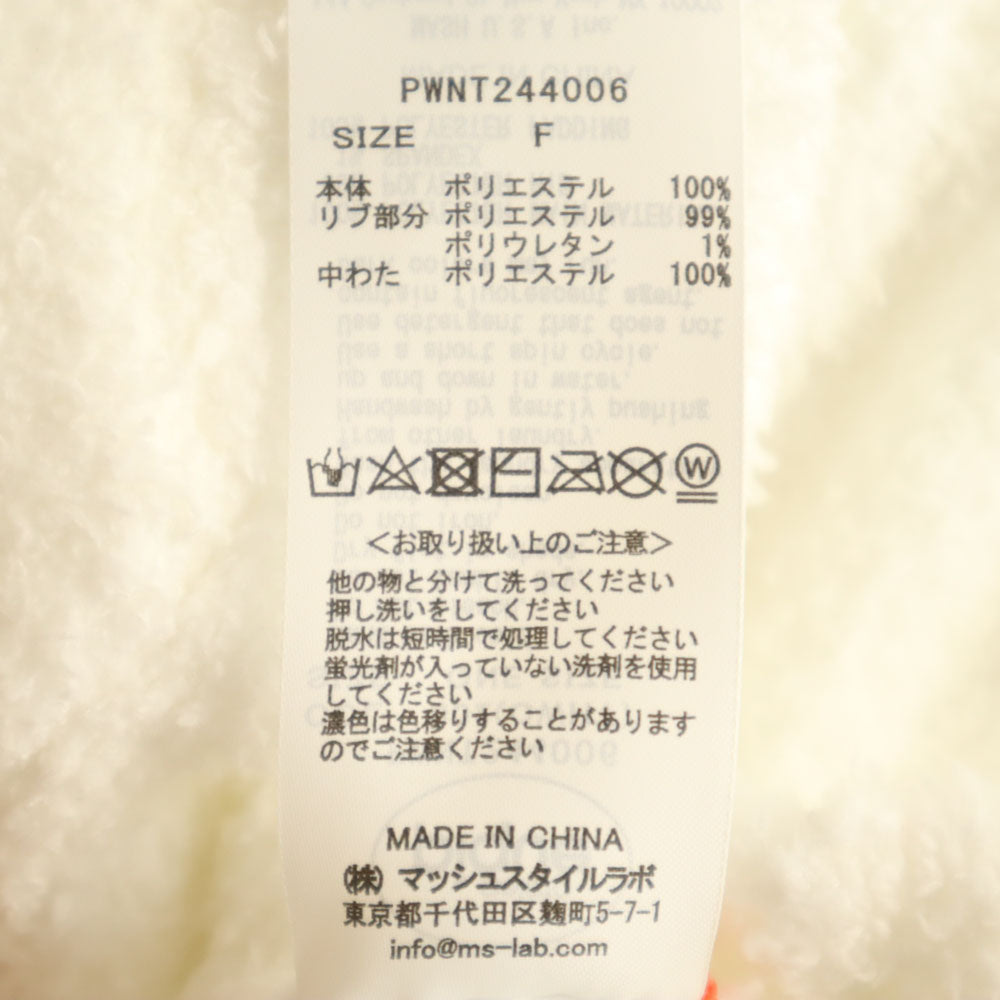 PWNT244006
SIZE F
本体 ポリエステル 100%
リブ部分 ポリエステル 99%
ポリウレタン 1%
中わた ポリエステル 100%
W
<お取り扱い上のご注意>
他の物と分けて洗ってください
押し洗いをしてください
脱水は短時間で処理してください
蛍光剤が入っていない洗剤を使用
してください
濃色は色移りすることがあります
のでご注意ください
MADE IN CHINA
(株) マッシュスタイルラボ
東京都千代田区麹町5-7-1
info@ms-lab.com